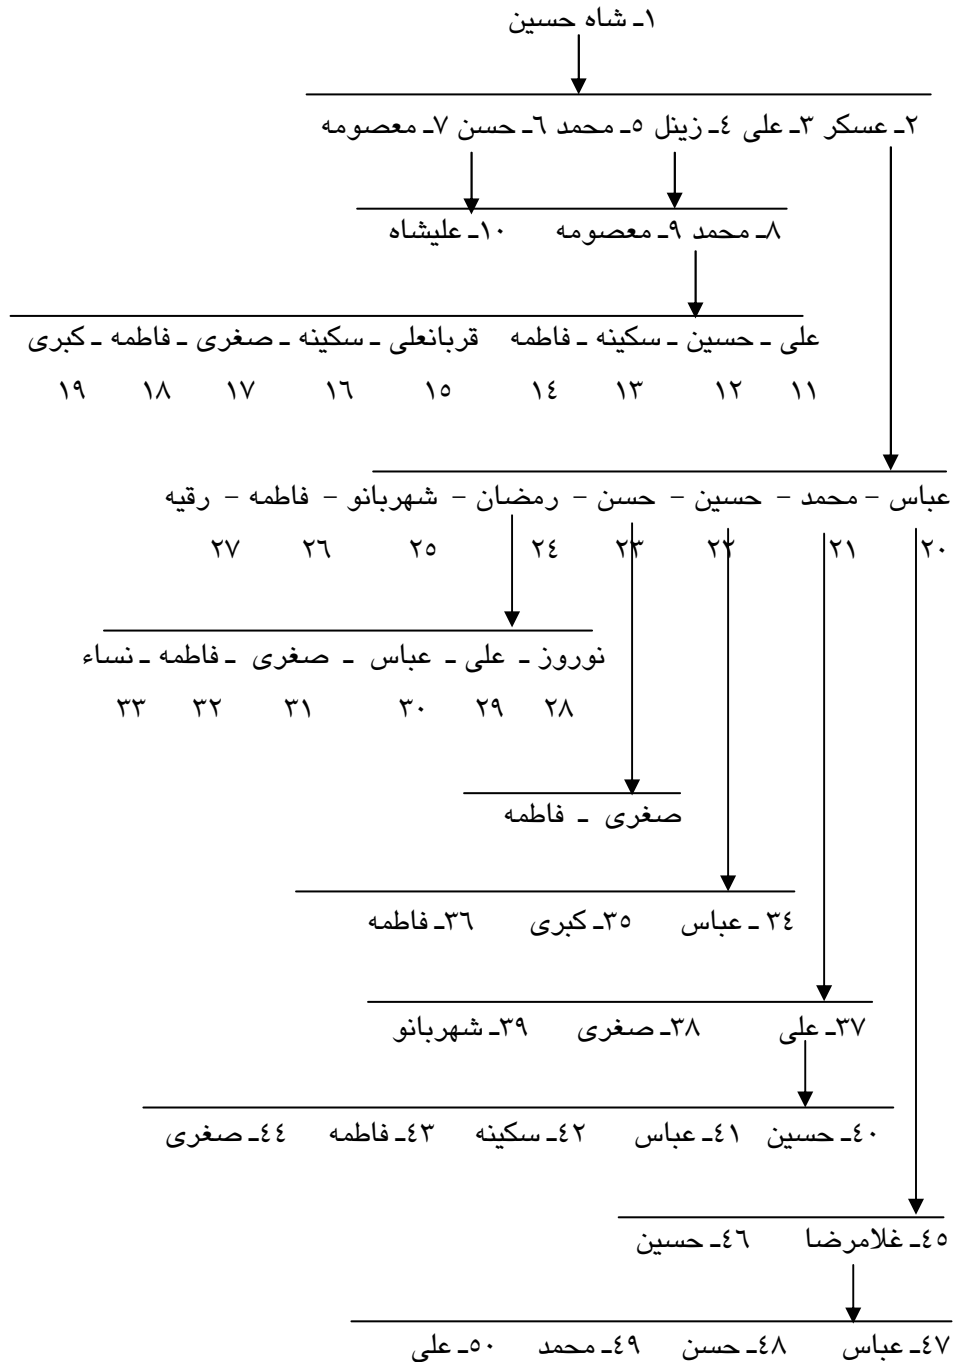 ١ـ شاه حسین
٢ـ عسکر ٣ـ علی ٤ـ زینل ٥ـ محمد ٦ـ حسن ٧ـ معصومه
٨ـ محمد ٩ـ معصومه ١٠ـ علیشاه
علی ـ حسین ـ سکینه ـ فاطمه قربانعلی ـ سکینه ـ صغری ـ فاطمه ـ کبری
١١ ١٢ ١٣ ١٤ ١٥ ١٦ ١٧ ١٨ ١٩
عباس – محمد – حسین – حسن – رمضان – شهربانو – فاطمه – رقیه
٢٠ ٢١ ٢٢ ٢٣ ٢٤ ٢٥ ٢٦ ٢٧
نوروز ـ علی ـ عباس ـ صغری ـ فاطمه ـ نساء
٢٨ ٢٩ ٣٠ ٣١ ٣٢ ٣٣
صغری ـ فاطمه
٣٤ ـ عباس ٣٥ـ کبری ٣٦ـ فاطمه
٣٧ـ علی ٣٨ـ صغری ٣٩ـ شهربانو
٤٠ـ حسین ٤١ـ عباس ٤٢ـ سکینه ٤٣ـ فاطمه ٤٤ـ صغری
٤٥ـ غلامرضا ٤٦ـ حسین
٤٧ـ عباس ٤٨ـ حسن ٤٩ـ محمد ٥٠ـ علی